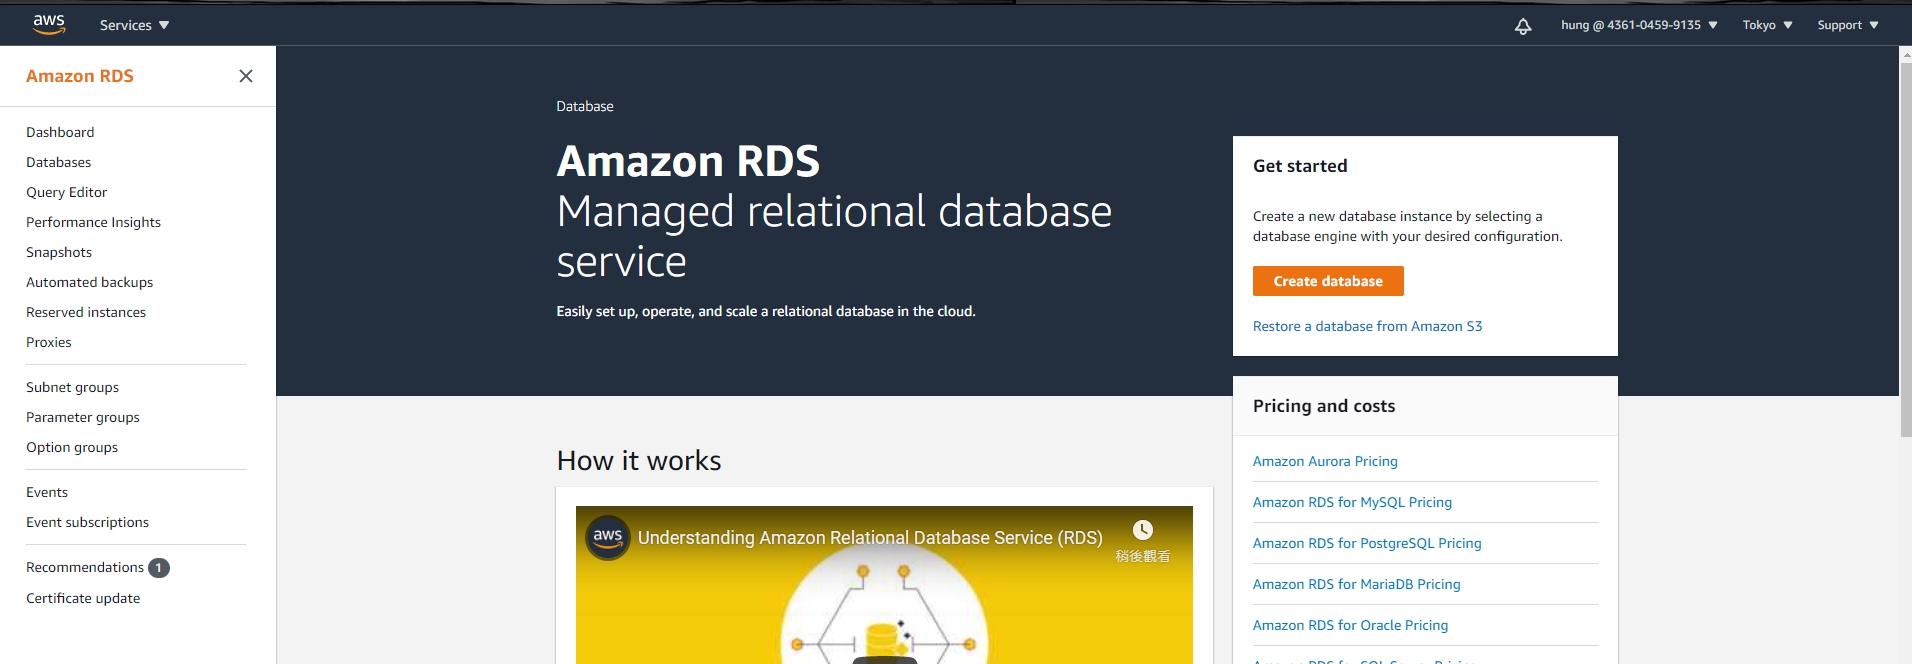 aws
Services
hung @ 4361-0459-9135
Tokyo
Support
Amazon RDS
Dashboard
Databases
Query Editor
Performance Insights
Snapshots
Automated backups
Reserved instances
Proxies
Subnet groups
Parameter groups
Option groups
Events
Event subscriptions
Recommendations 1
Certificate update
Database
Amazon RDS
Managed relational database
service
Easily set up, operate, and scale a relational database in the cloud.
Get started
Create a new database instance by selecting a
database engine with your desired configuration.
Create database
Restore a database from Amazon S3
Pricing and costs
Amazon Aurora Pricing
Amazon RDS for MySQL Pricing
Amazon RDS for PostgreSQL Pricing
Amazon RDS for MariaDB Pricing
Amazon RDS for Oracle Pricing
Amazon RDS for SQL Server Pricing
How it works
aws
Understanding Amazon Relational Database Service (RDS)
稍後觀看